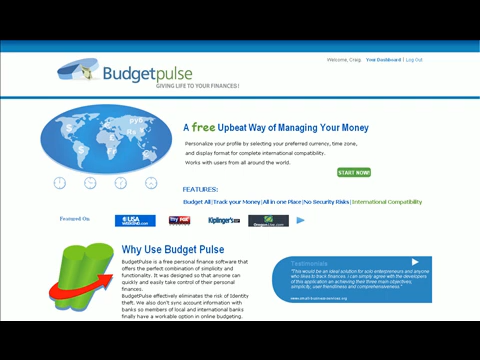 Welcome, Craig. Your Dashboard | Log Out
Budgetpulse
GIVING LIFE TO YOUR FINANCES!
A free Upbeat Way of Managing Your Money
Personalize your profile by selecting your preferred currency, time zone,
and display format for complete international compatibility.
Works with users from all around the world.
START NOW!
FEATURES:
Budget All | Track your Money | All in one Place | No Security Risks | International Compatibility
Featured On:
USA WEEKEND.COM
my FOX
Kiplinger's
OregonLive.com
Why Use Budget Pulse
BudgetPulse is a free personal finance software that
offers the perfect combination of simplicity and
functionality. It was designed so that anyone can
quickly and easily take control of their personal
finances.
BudgetPulse effectively eliminates the risk of Identity
theft. We also don't sync account information with
banks so members of local and international banks
finally have a workable option in online budgeting.
Testimonials
"This would be an ideal solution for solo entrepreneurs and anyone
who likes to track finances. I can simply agree with the developers
of this application an achieving their three main objectives;
simplicity, user friendliness and comprehensiveness."